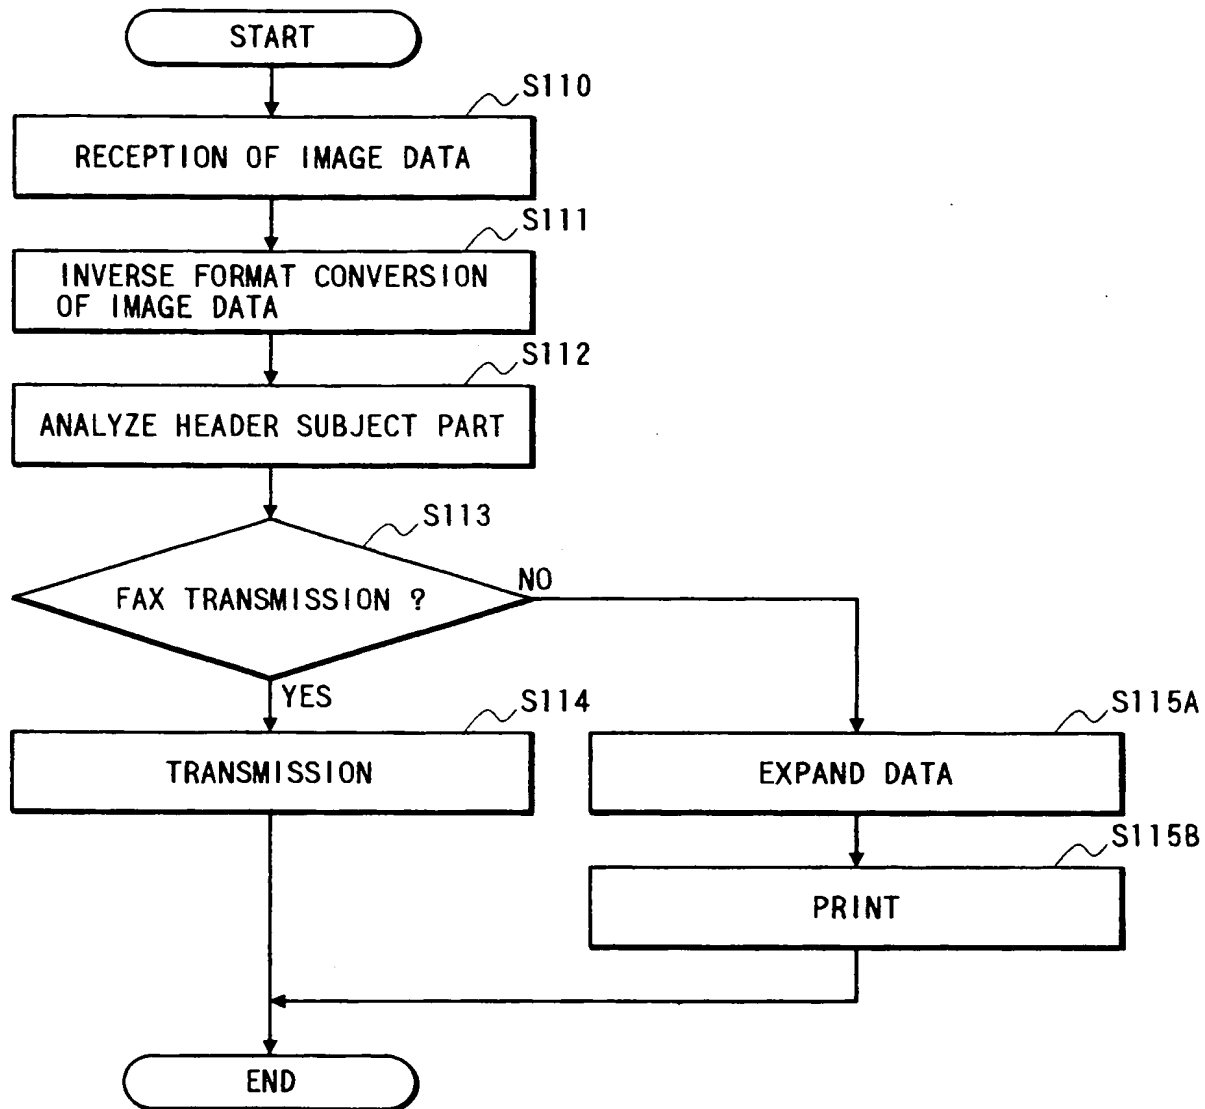 START
S110
RECEPTION OF IMAGE DATA
S111
INVERSE FORMAT CONVERSION
OF IMAGE DATA
S112
ANALYZE HEADER SUBJECT PART
S113
FAX TRANSMISSION ?
NO
YES
S114
TRANSMISSION
S115A
EXPAND DATA
S115B
PRINT
END